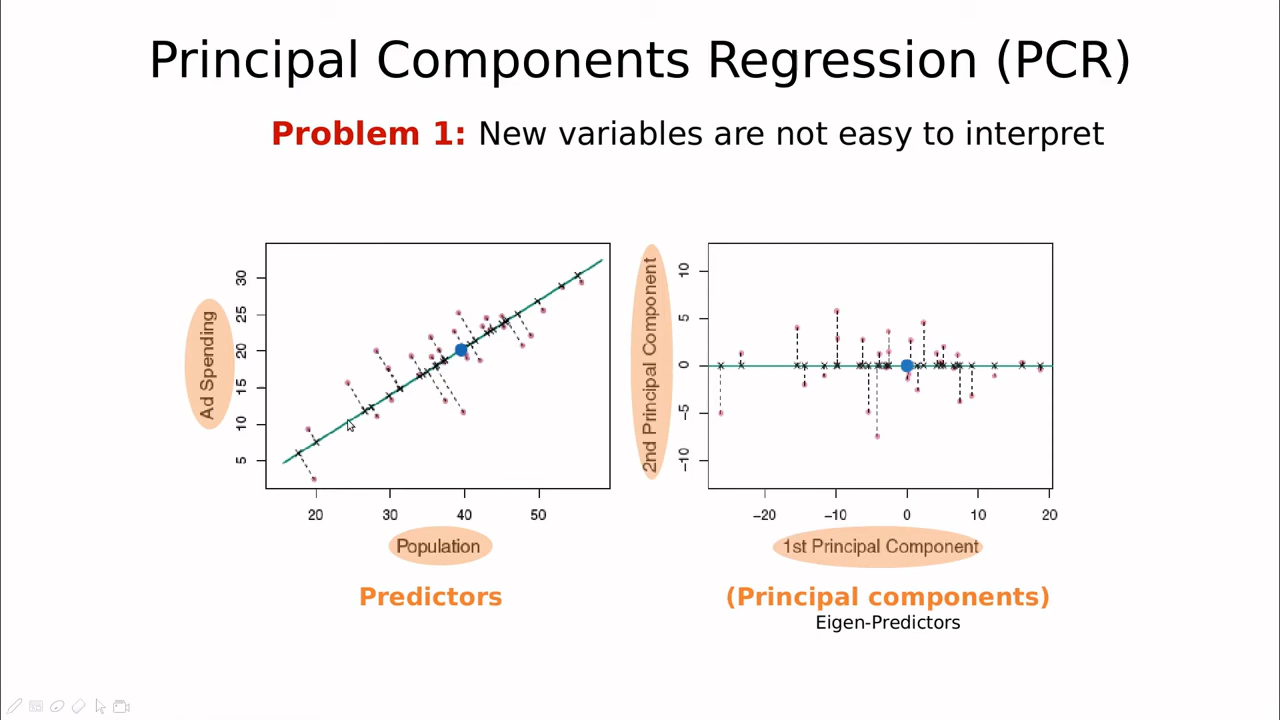 Principal Components Regression (PCR)
Problem 1: New variables are not easy to interpret
Ad Spending
30
25
20
15
10
5
20 30 40 50
Population
Predictors
2nd Principal Component
10
5
0
−5
−10
−20 −10 0 10 20
1st Principal Component
(Principal components)
Eigen-Predictors